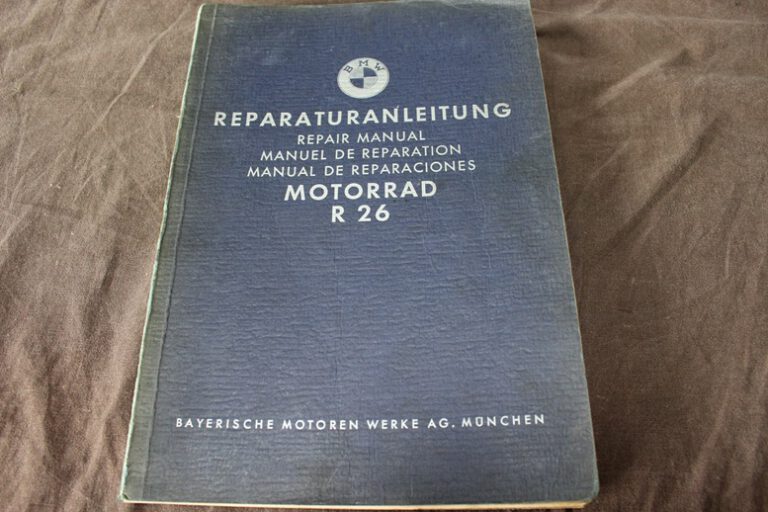 BMW
REPARATURANLEITUNG
REPAIR MANUAL
MANUEL DE REPARATION
MANUAL DE REPARACIONES
MOTORRAD
R 26
BAYERISCHE MOTOREN WERKE AG. MÜNCHEN